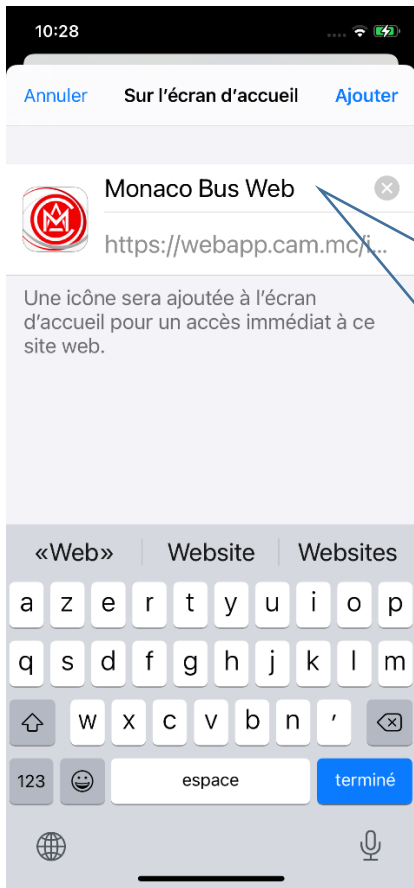 10:28
Annuler Sur l'écran d'accueil Ajouter
Monaco Bus Web
https://webapp.cam.mc/i...
Une icône sera ajoutée à l'écran
d'accueil pour un accès immédiat à ce
site web.
«Web» Website Websites
a z e r t y u i o p
q s d f g h j k l m
w x c v b n ′
123 espace terminé